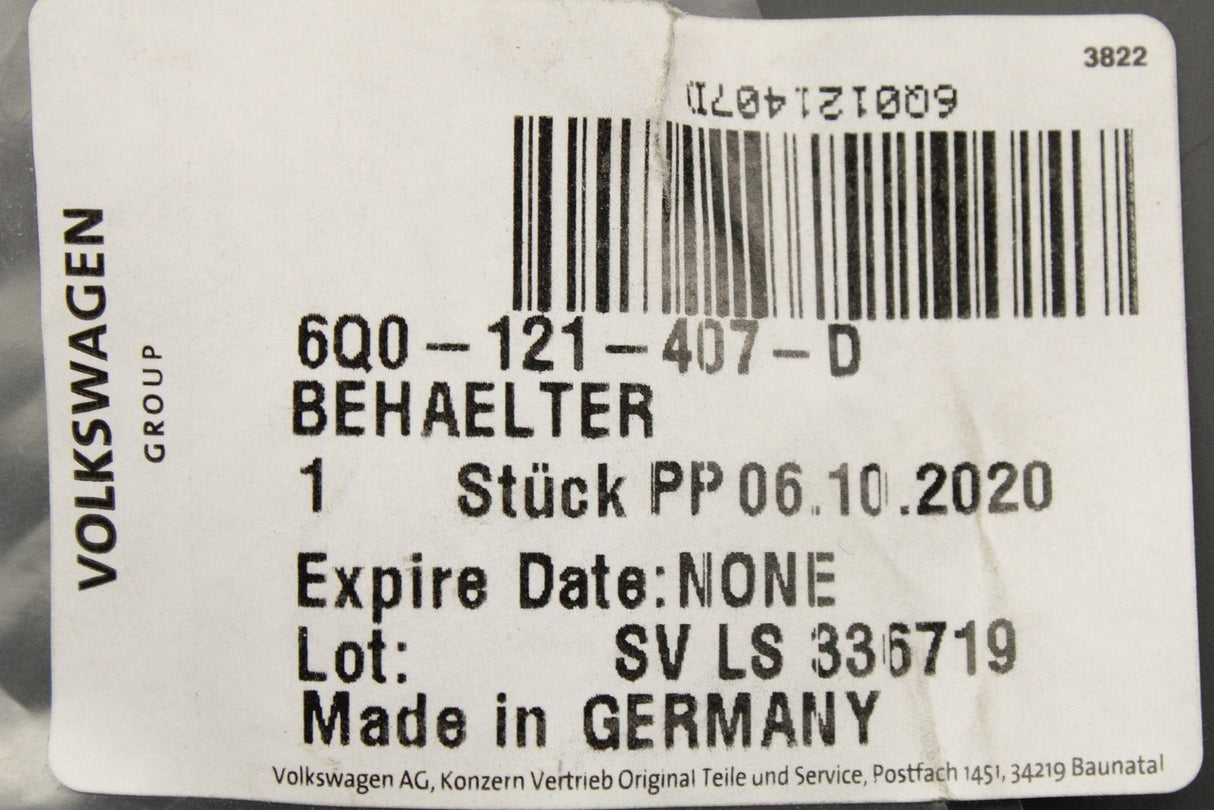 3822
6Q0121407D
6Q0-121-407-D
BEHAELTER
1 Stück PP 06.10.2020
Expire Date:NONE
Lot: SV LS 336719
Made in GERMANY
Volkswagen AG, Konzern Vertrieb Original Teile und Service, Postfach 1451, 34219 Baunatal
VOLKSWAGEN
GROUP